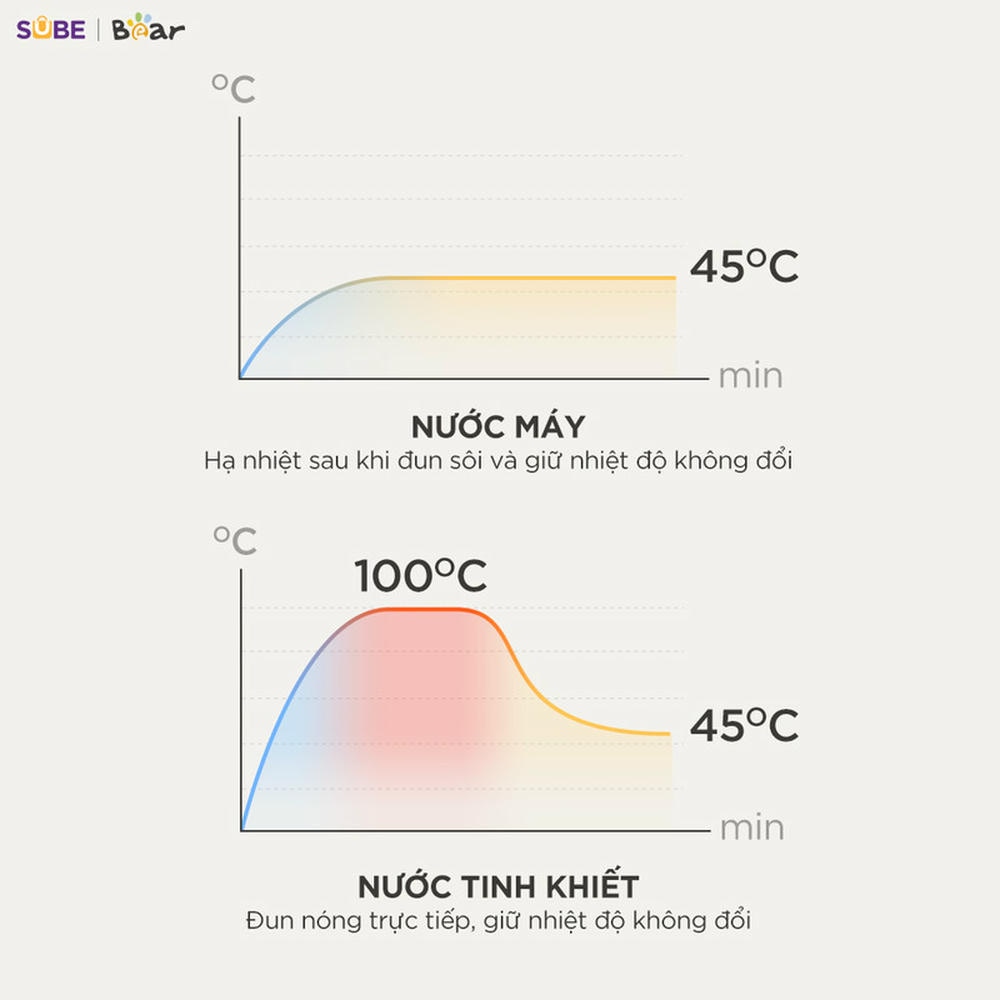 SUBE | Bear
°C
45°C
min
NƯỚC MÁY
Hạ nhiệt sau khi đun sôi và giữ nhiệt độ không đổi
°C
100°C
45°C
min
NƯỚC TINH KHIẾT
Đun nóng trực tiếp, giữ nhiệt độ không đổi